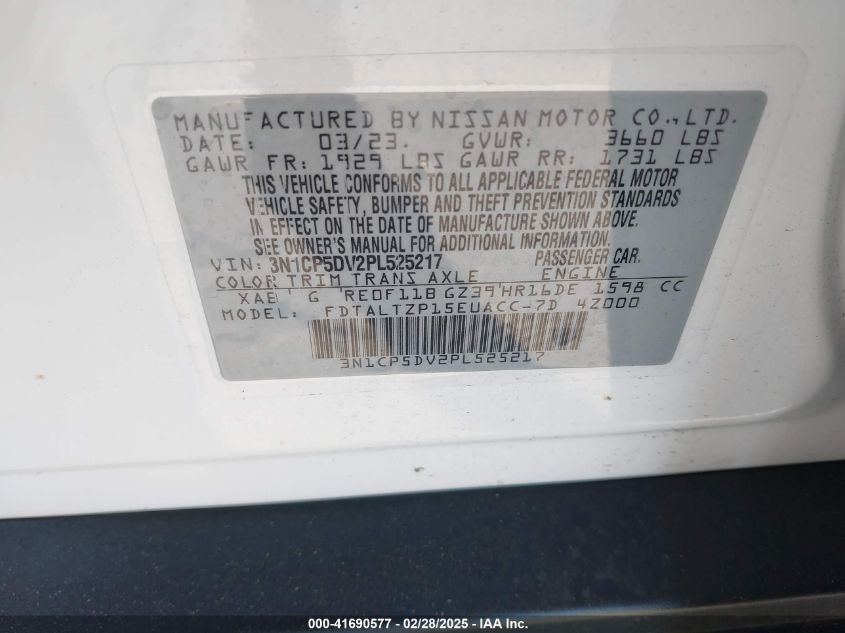 MANUFACTURED BY NISSAN MOTOR CO.,LTD.
DATE: 03/23. GVWR: 3660 LBS
GAWR FR: 1929 LBS GAWR RR: 1731 LBS
THIS VEHICLE CONFORMS TO ALL APPLICABLE FEDERAL MOTOR
VEHICLE SAFETY, BUMPER AND THEFT PREVENTION STANDARDS
IN EFFECT ON THE DATE OF MANUFACTURE SHOWN ABOVE.
SEE OWNER'S MANUAL FOR ADDITIONAL INFORMATION.
VIN: 3N1CP5DV2PL525217 PASSENGER CAR.
COLOR TRIM TRANS AXLE ENGINE
XAB G RE0F11B GZ39 HR16DE 1598 CC
MODEL: FDTALTZP15EUACC-7D 4Z000
3N1CP5DV2PL525217
000-41690577 - 02/28/2025 - IAA Inc.